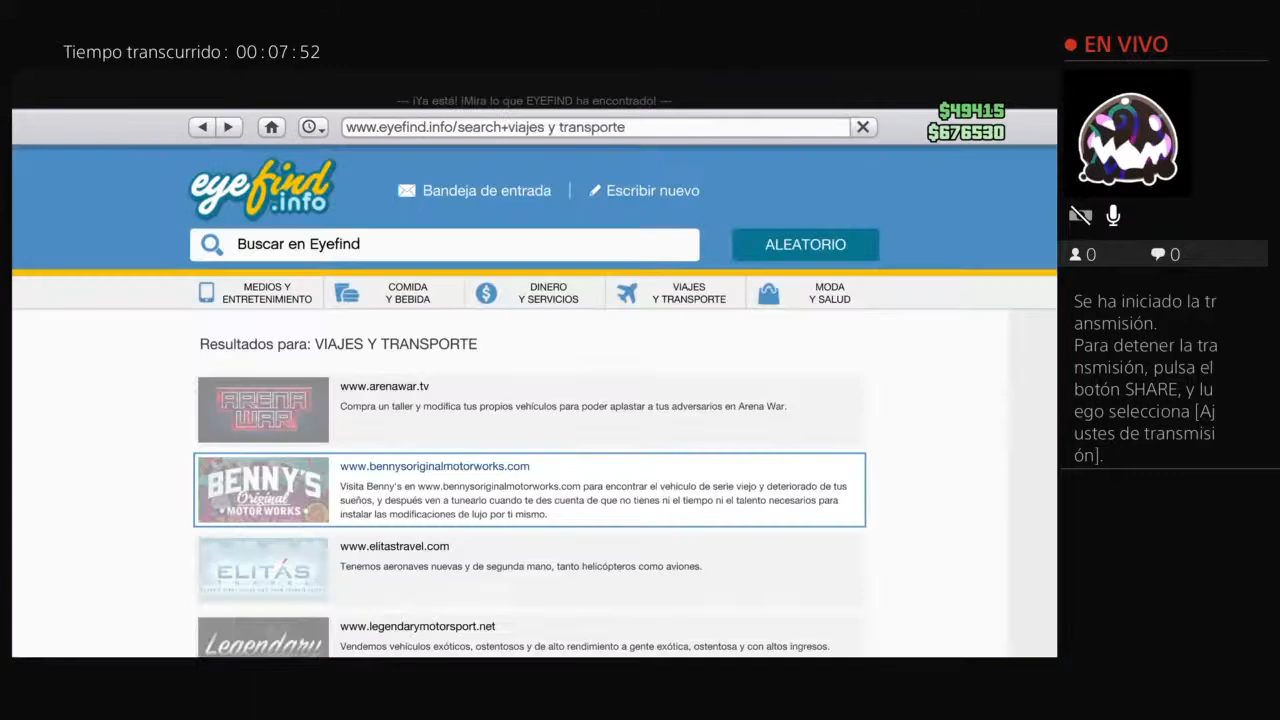 Tiempo transcurrido: 00:07:52
EN VIVO
--- ¡Ya está! ¡Mira lo que EYEFIND ha encontrado! ---
$49415
$676530
www.eyefind.info/search+viajes y transporte
eyefind
.info
Bandeja de entrada
Escribir nuevo
Buscar en Eyefind
ALEATORIO
MEDIOS Y
ENTRETENIMIENTO
COMIDA
Y BEBIDA
DINERO
Y SERVICIOS
VIAJES
Y TRANSPORTE
MODA
Y SALUD
Resultados para: VIAJES Y TRANSPORTE
ARENA
WAR
www.arenawar.tv
Compra un taller y modifica tus propios vehículos para poder aplastar a tus adversarios en Arena War.
BENNY'S
Original
MOTOR WORKS
www.bennysoriginalmotorworks.com
Visita Benny's en www.bennysoriginalmotorworks.com para encontrar el vehículo de serie viejo y deteriorado de tus
sueños, y después ven a tunearlo cuando te des cuenta de que no tienes ni el tiempo ni el talento necesarios para
instalar las modificaciones de lujo por ti mismo.
ELITÁS
www.elitastravel.com
Tenemos aeronaves nuevas y de segunda mano, tanto helicópteros como aviones.
Legendary
www.legendarymotorsport.net
Vendemos vehículos exóticos, ostentosos y de alto rendimiento a gente exótica, ostentosa y con altos ingresos.
0
0
Se ha iniciado la tr
ansmisión.
Para detener la tra
nsmisión, pulsa el
botón SHARE, y lu
ego selecciona [Aj
ustes de transmisi
ón].